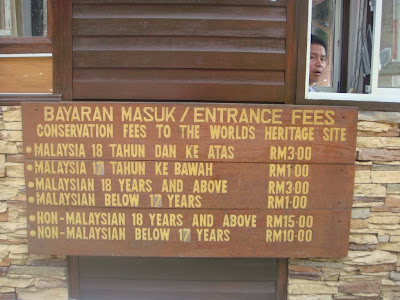 BAYARAN MASUK / ENTRANCE FEES
CONSERVATION FEES TO THE WORLDS HERITAGE SITE
• MALAYSIA 18 TAHUN DAN KE ATAS RM3·00
• MALAYSIA 17 TAHUN KE BAWAH RM1·00
• MALAYSIAN 18 YEARS AND ABOVE RM3·00
• MALAYSIAN BELOW 17 YEARS RM1·00
• NON-MALAYSIAN 18 YEARS AND ABOVE RM15·00
• NON-MALAYSIAN BELOW 17 YEARS RM10·00